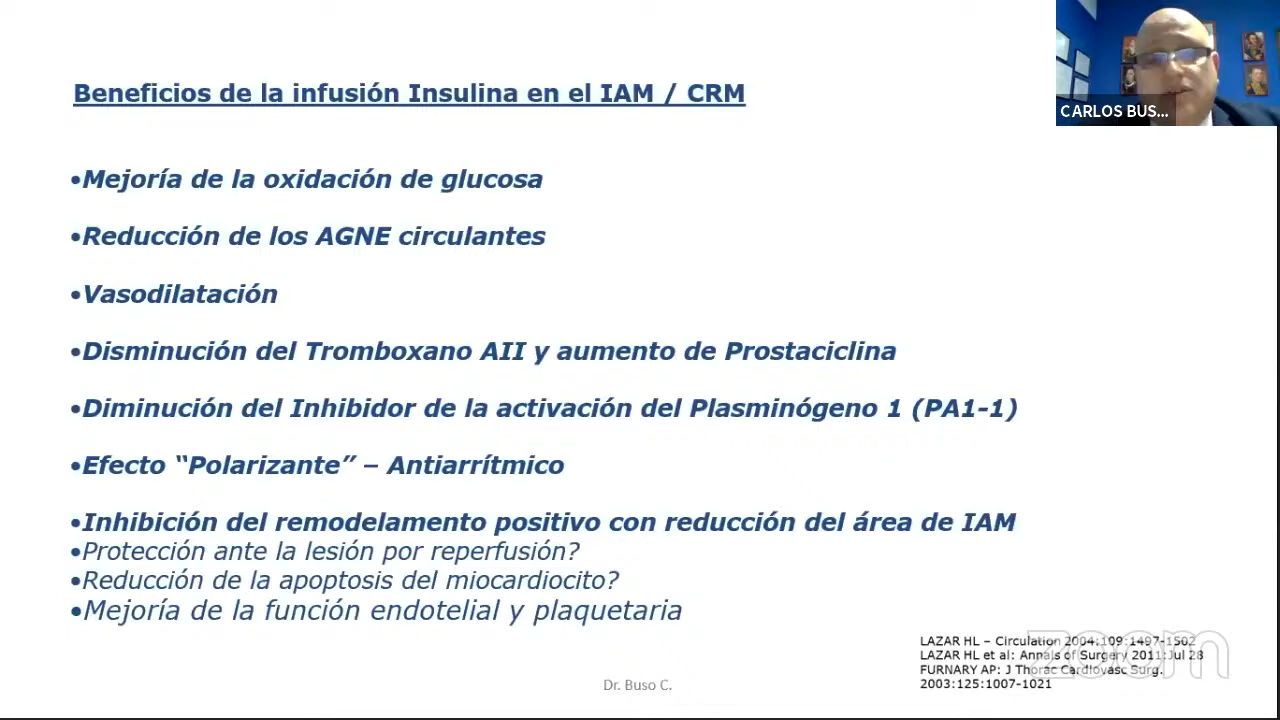 Beneficios de la infusión Insulina en el IAM / CRM
CARLOS BUS...
•Mejoría de la oxidación de glucosa
•Reducción de los AGNE circulantes
•Vasodilatación
•Disminución del Tromboxano AII y aumento de Prostaciclina
•Diminución del Inhibidor de la activación del Plasminógeno 1 (PA1-1)
•Efecto “Polarizante” – Antiarrítmico
•Inhibición del remodelamento positivo con reducción del área de IAM
•Protección ante la lesión por reperfusión?
•Reducción de la apoptosis del miocardiocito?
•Mejoría de la función endotelial y plaquetaria
LAZAR HL – Circulation 2004:109:1497-1502
LAZAR HL et al: Annals of Surgery 2011:Jul 28
FURNARY AP: J Thorac Cardiovasc Surg.
2003:125:1007-1021
zoom
Dr. Buso C.